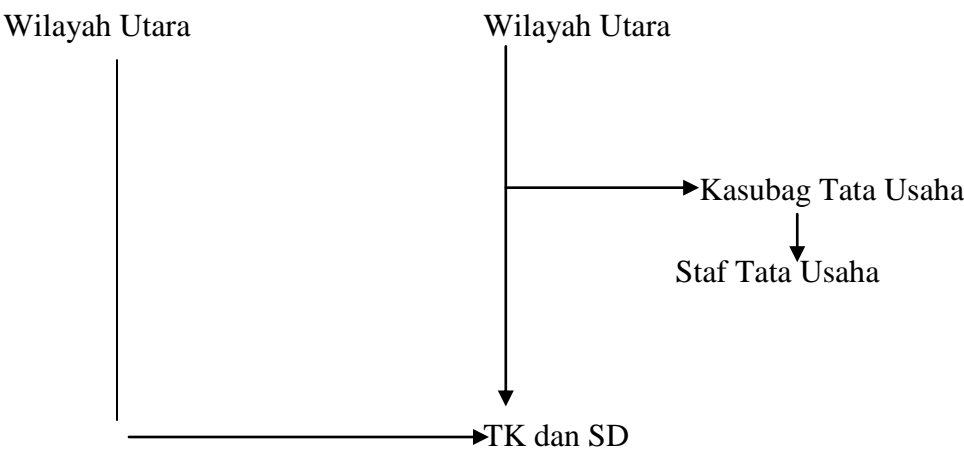 Wilayah Utara
Wilayah Utara
Kasubag Tata Usaha
Staf Tata Usaha
TK dan SD